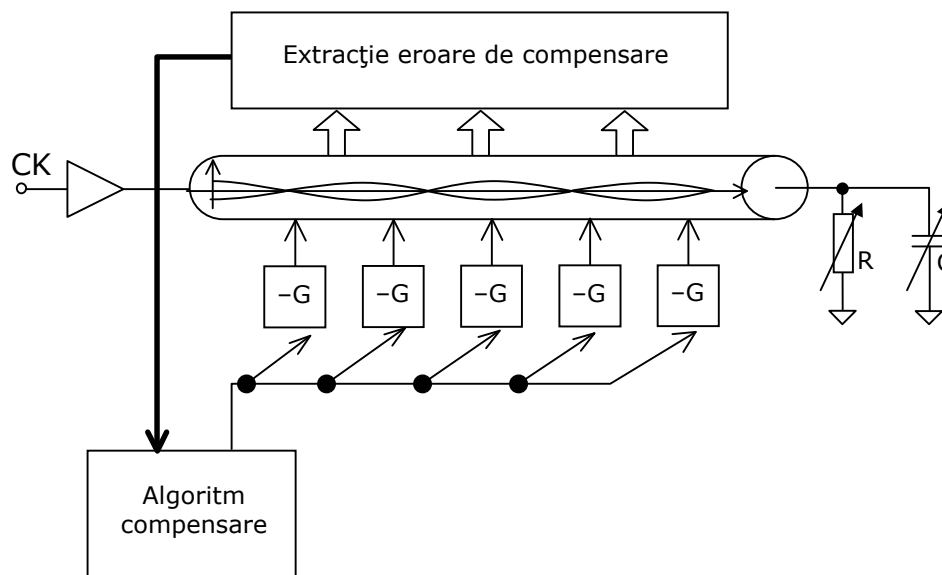 Extracţie eroare de compensare
CK
–G –G –G –G –G
R
Algoritm
compensare